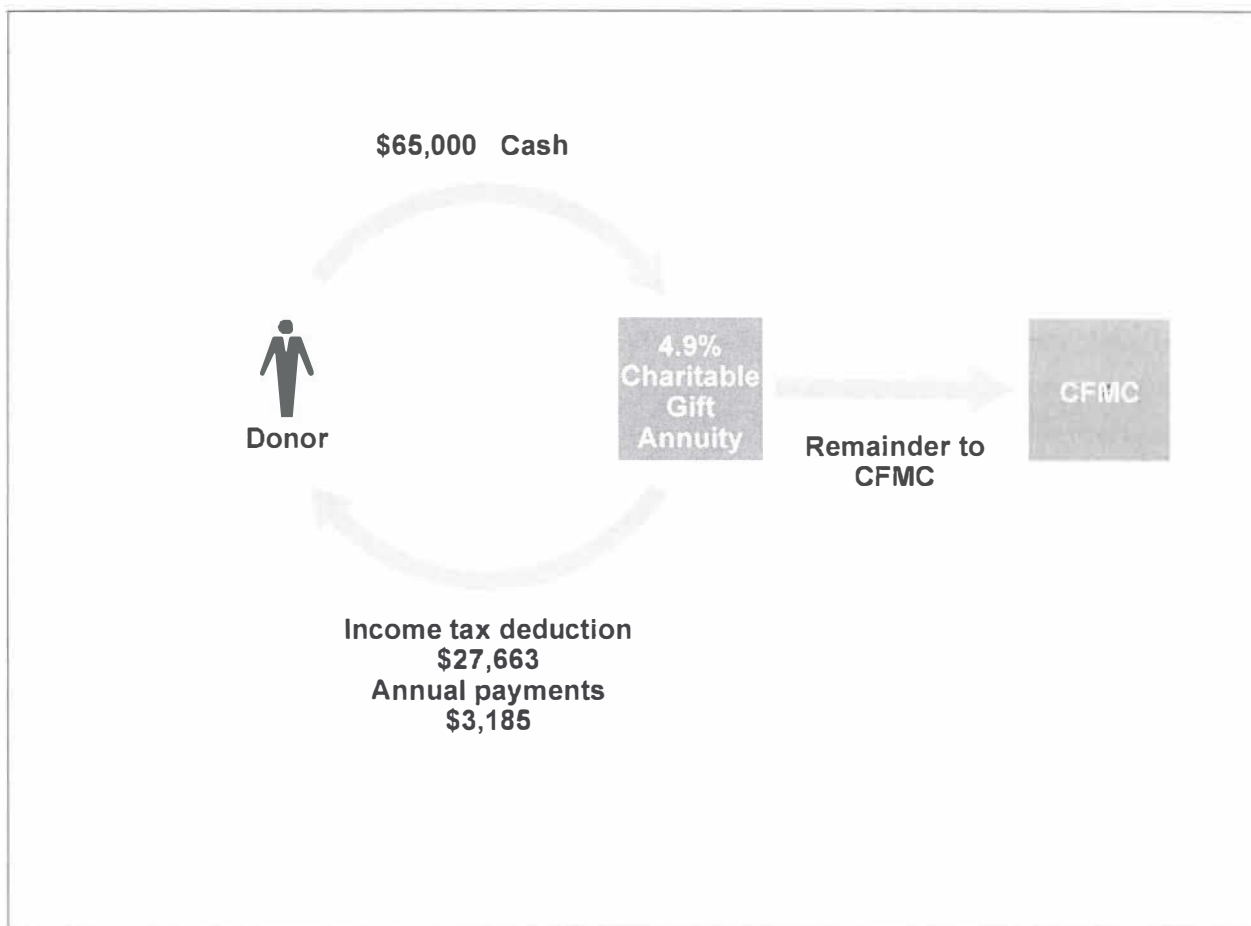 $65,000 Cash
4.9%
Charitable
Gift
Annuity
CFMC
Donor
Remainder to
CFMC
Income tax deduction
$27,663
Annual payments
$3,185